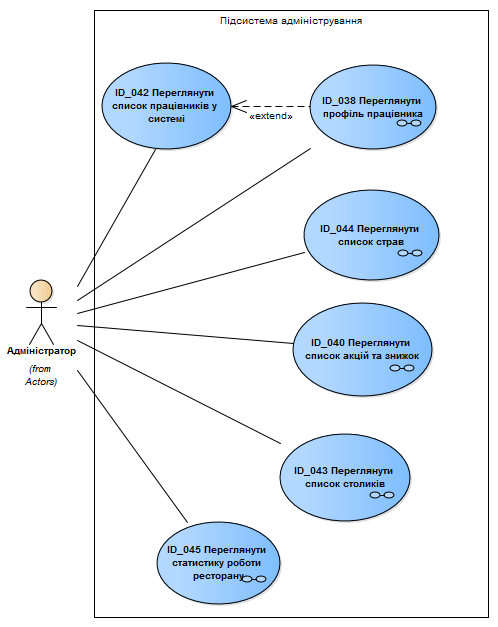 Підсистема адміністрування
ID_042 Переглянути
список працівників у
системі
«extend»
ID_038 Переглянути
профіль працівника
ID_044 Переглянути
список страв
Адміністратор
(from
Actors)
ID_040 Переглянути
список акцій та знижок
ID_043 Переглянути
список столиків
ID_045 Переглянути
статистику роботи
ресторану